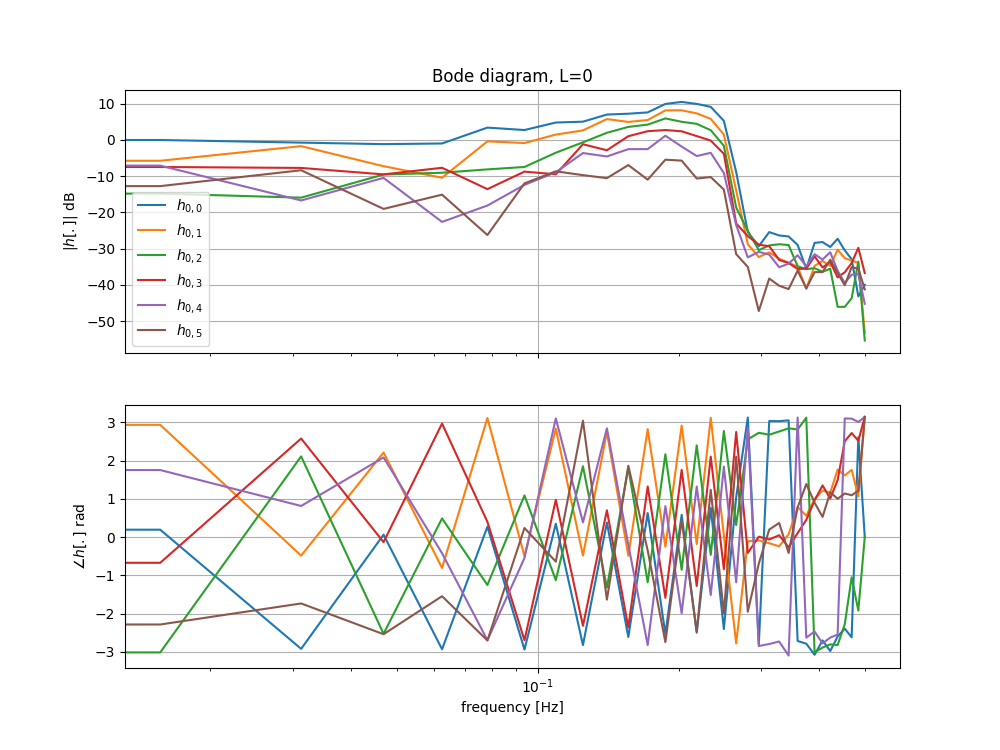 Bode diagram, L=0
|h[.]| dB
10
0
−10
−20
−30
−40
−50
h0,0
h0,1
h0,2
h0,3
h0,4
h0,5
∠h[.] rad
3
2
1
0
−1
−2
−3
10−1
frequency [Hz]